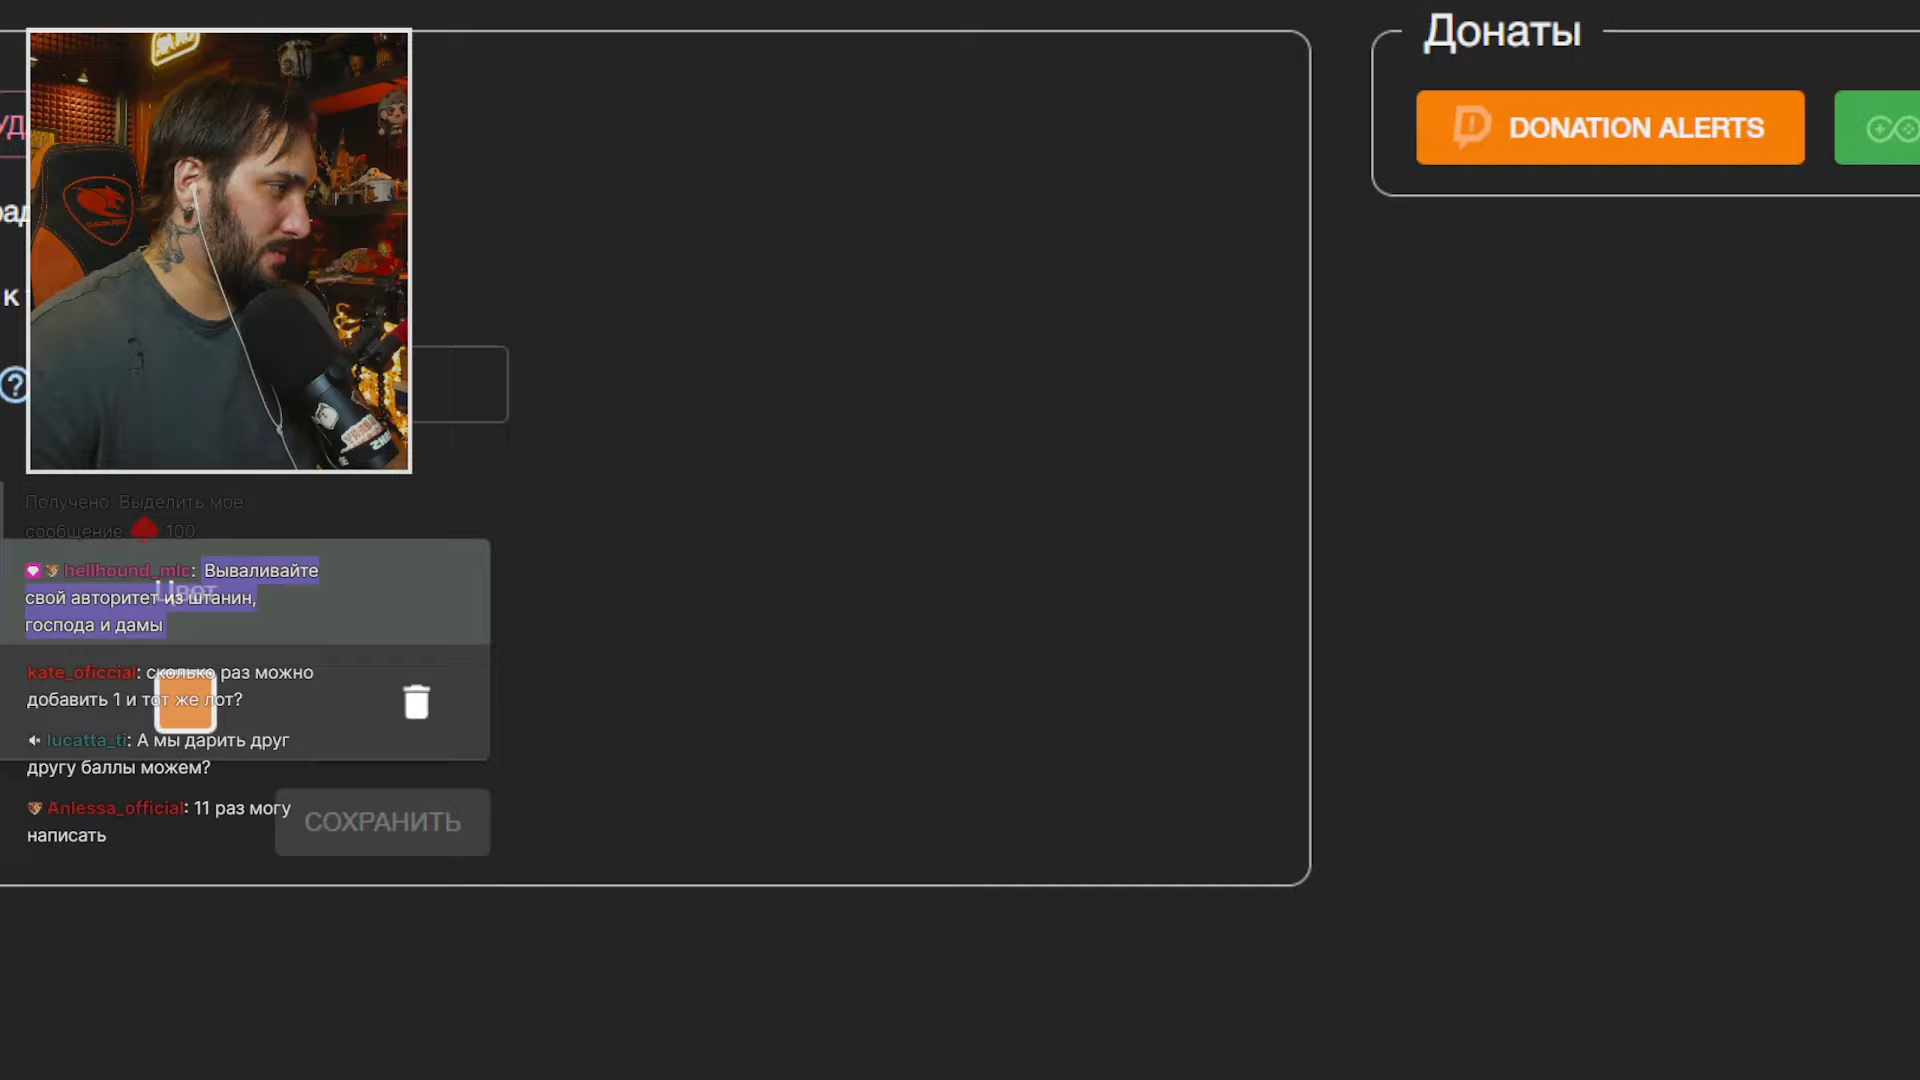 Донаты
DONATION ALERTS
к
Получено: Выделить мое
сообщение 100
hellhound_mlc: Вываливайте
свой авторитет из штанин,
господа и дамы
Цвет
kate_oficcial: сколько раз можно
добавить 1 и тот же лот?
lucatta_ti: А мы дарить друг
другу баллы можем?
Anlessa_official: 11 раз могу
написать
СОХРАНИТЬ